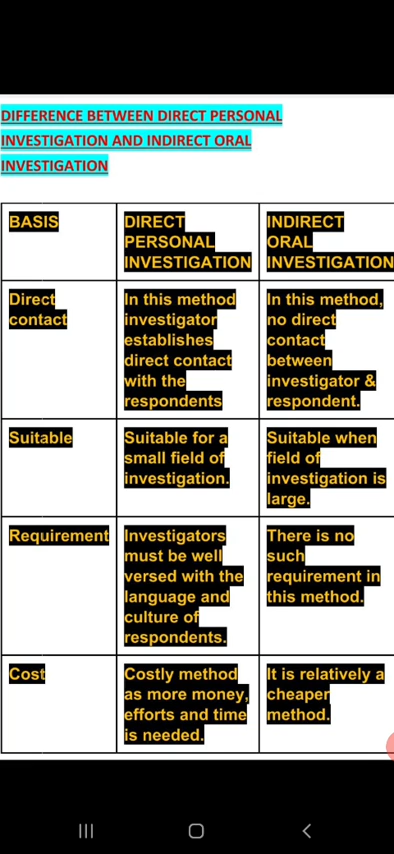 DIFFERENCE BETWEEN DIRECT PERSONAL
INVESTIGATION AND INDIRECT ORAL
INVESTIGATION
BASIS
DIRECT
PERSONAL
INVESTIGATION
INDIRECT
ORAL
INVESTIGATION
Direct
contact
In this method
investigator
establishes
direct contact
with the
respondents
In this method,
no direct
contact
between
investigator &
respondent.
Suitable
Suitable for a
small field of
investigation.
Suitable when
field of
investigation is
large.
Requirement
Investigators
must be well
versed with the
language and
culture of
respondents.
There is no
such
requirement in
this method.
Cost
Costly method
as more money,
efforts and time
is needed.
It is relatively a
cheaper
method.